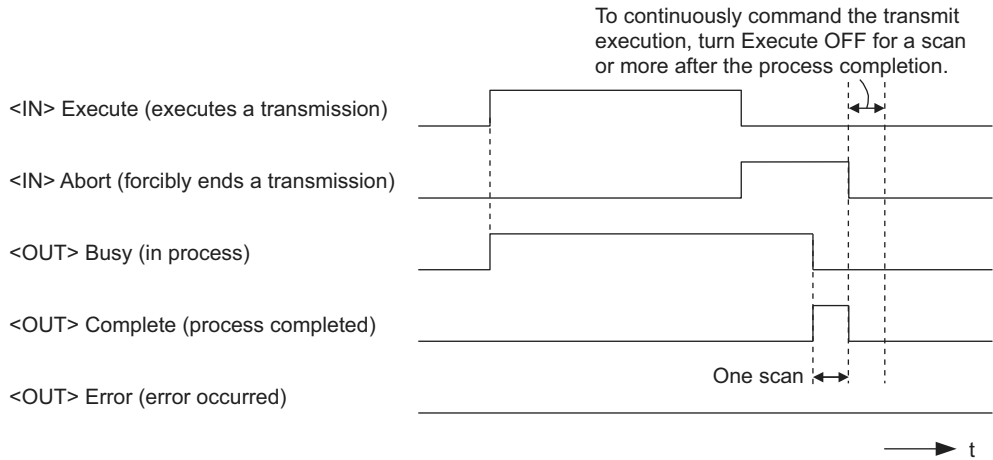 To continuously command the transmit
execution, turn Execute OFF for a scan
or more after the process completion.
<IN> Execute (executes a transmission)
<IN> Abort (forcibly ends a transmission)
<OUT> Busy (in process)
<OUT> Complete (process completed)
One scan
<OUT> Error (error occurred)
t